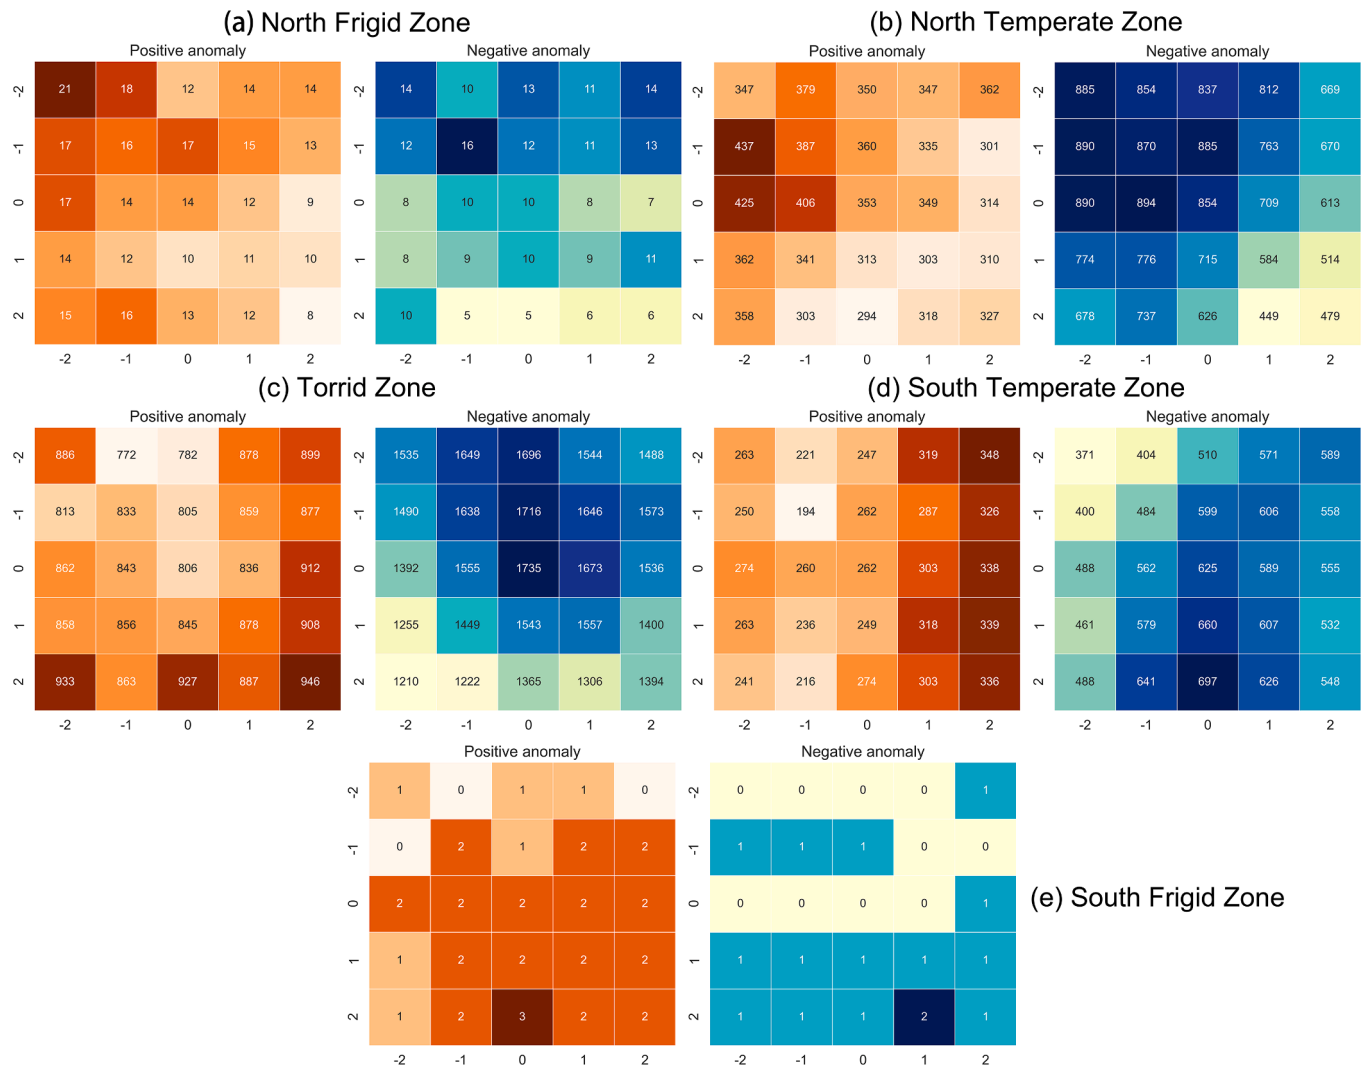 (a) North Frigid Zone
(b) North Temperate Zone
Positive anomaly Negative anomaly Positive anomaly Negative anomaly
-2 21 18 12 14 14 -2 14 10 13 11 14 -2 347 379 350 347 362 -2 885 854 837 812 669
-1 17 16 17 15 13 -1 12 16 12 11 13 -1 437 387 360 335 301 -1 890 870 885 763 670
0 17 14 14 12 9 0 8 10 10 8 7 0 425 406 353 349 314 0 890 894 854 709 613
1 14 12 10 11 10 1 8 9 10 9 11 1 362 341 313 303 310 1 774 776 715 584 514
2 15 16 13 12 8 2 10 5 5 6 6 2 358 303 294 318 327 2 678 737 626 449 479
-2 -1 0 1 2 -2 -1 0 1 2 -2 -1 0 1 2 -2 -1 0 1 2
(c) Torrid Zone
(d) South Temperate Zone
Positive anomaly Negative anomaly Positive anomaly Negative anomaly
-2 886 772 782 878 899 -2 1535 1649 1696 1544 1488 -2 263 221 247 319 348 -2 371 404 510 571 589
-1 813 833 805 859 877 -1 1490 1638 1716 1646 1573 -1 250 194 262 287 326 -1 400 484 599 606 558
0 862 843 806 836 912 0 1392 1555 1735 1673 1536 0 274 260 262 303 338 0 488 562 625 589 555
1 858 856 845 878 908 1 1255 1449 1543 1557 1400 1 263 236 249 318 339 1 461 579 660 607 532
2 933 863 927 887 946 2 1210 1222 1365 1306 1394 2 241 216 274 303 336 2 488 641 697 626 548
-2 -1 0 1 2 -2 -1 0 1 2 -2 -1 0 1 2 -2 -1 0 1 2
Positive anomaly Negative anomaly
-2 1 0 1 1 0 -2 0 0 0 0 1
-1 0 2 1 2 2 -1 1 1 1 0 0
0 2 2 2 2 2 0 0 0 0 0 1
(e) South Frigid Zone
1 1 2 2 2 2 1 1 1 1 1 1
2 1 2 3 2 2 2 1 1 1 2 1
-2 -1 0 1 2 -2 -1 0 1 2